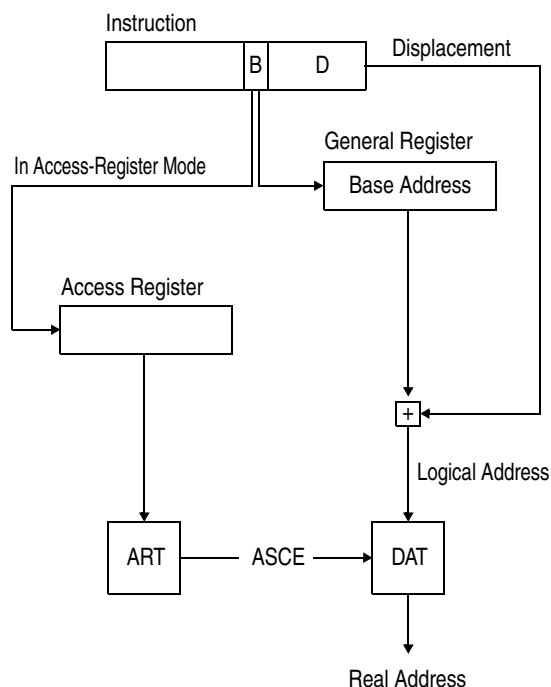 Instruction
B
D
Displacement
In Access-Register Mode
General Register
Base Address
Access Register
+
Logical Address
ART
ASCE
DAT
Real Address